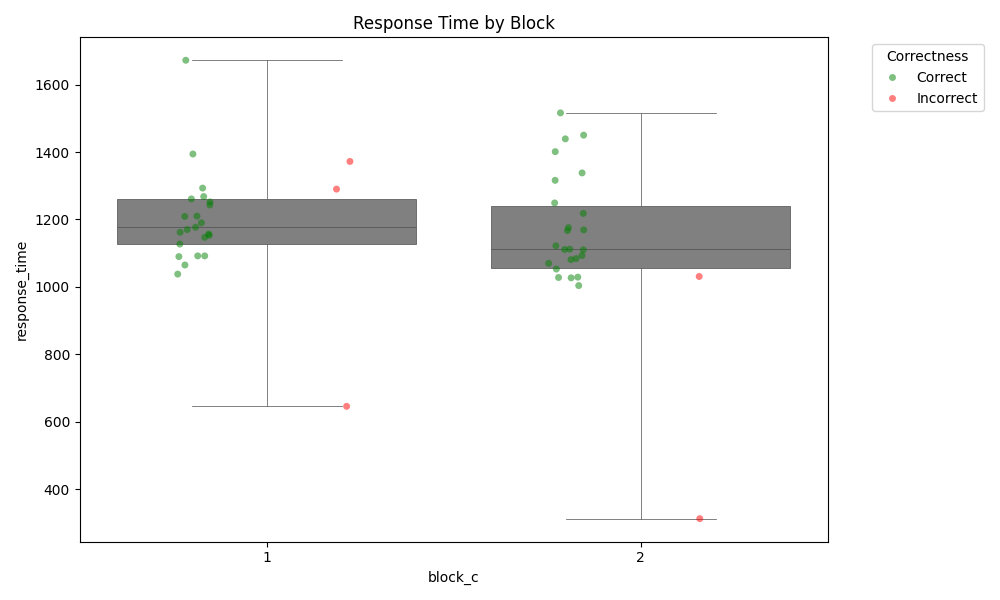 Response Time by Block
Correctness
Correct
Incorrect
response_time
1600
1400
1200
1000
800
600
400
1
2
block_c